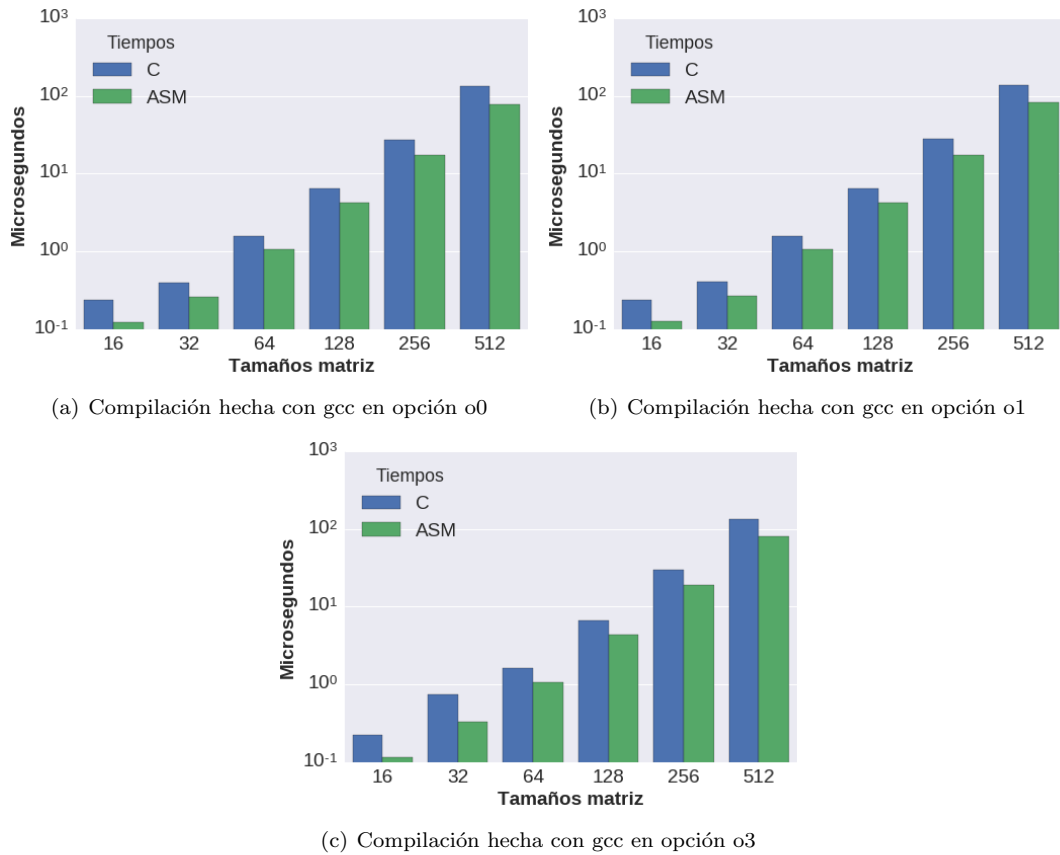 10³
10²
10¹
10⁰
10⁻¹
Microsegundos
Tiempos
C
ASM
16 32 64 128 256 512
Tamaños matriz
(a) Compilación hecha con gcc en opción o0
10³
10²
10¹
10⁰
10⁻¹
Microsegundos
Tiempos
C
ASM
16 32 64 128 256 512
Tamaños matriz
(b) Compilación hecha con gcc en opción o1
10³
10²
10¹
10⁰
10⁻¹
Microsegundos
Tiempos
C
ASM
16 32 64 128 256 512
Tamaños matriz
(c) Compilación hecha con gcc en opción o3